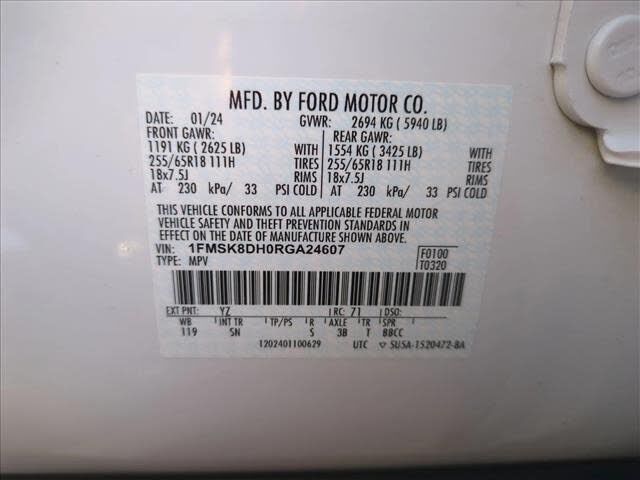 MFD. BY FORD MOTOR CO.
DATE: 01/24 GVWR: 2694 KG ( 5940 LB)
FRONT GAWR: REAR GAWR:
1191 KG ( 2625 LB) WITH 1554 KG ( 3425 LB) WITH
255/65R18 111H TIRES 255/65R18 111H TIRES
18x7.5J RIMS 18x7.5J RIMS
AT 230 kPa/ 33 PSI COLD AT 230 kPa/ 33 PSI COLD
THIS VEHICLE CONFORMS TO ALL APPLICABLE FEDERAL MOTOR
VEHICLE SAFETY AND THEFT PREVENTION STANDARDS IN
EFFECT ON THE DATE OF MANUFACTURE SHOWN ABOVE.
VIN: 1FMSK8DH0RGA24607 F0100
TYPE: MPV T0320
EXT PNT: YZ RC: 71 DSO:
WB INT TR TP/PS R AXLE TR SPR
119 SN S 3B T BBCC
1202401100629 UTC ▽ SU5A-1520472-BA